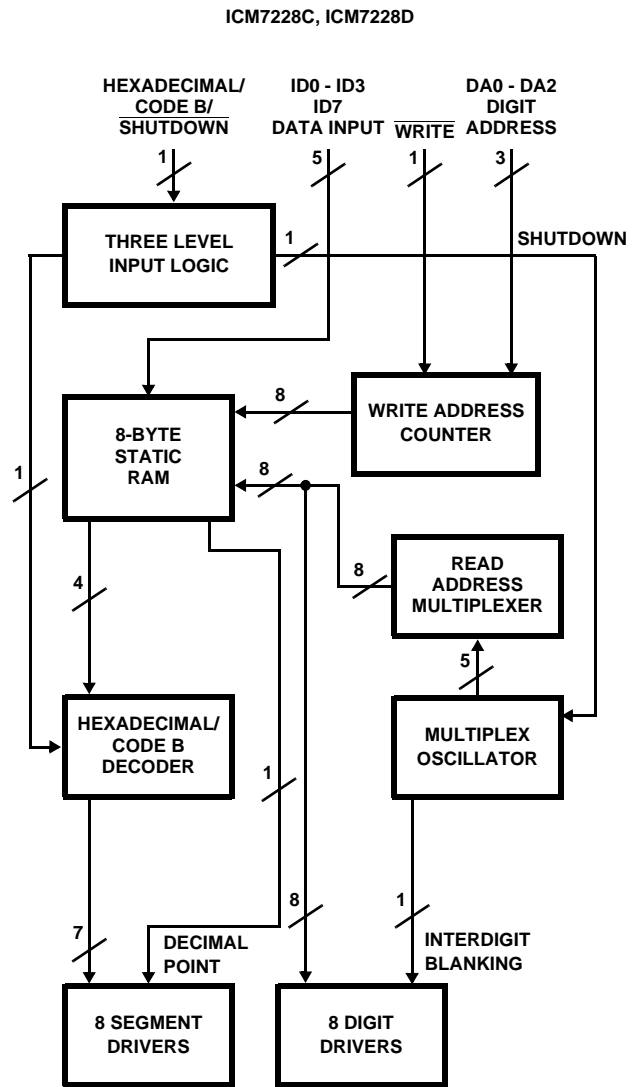 ICM7228C, ICM7228D
HEXADECIMAL/
CODE B/
SHUTDOWN
ID0 - ID3
ID7
DATA INPUT
WRITE
DA0 - DA2
DIGIT
ADDRESS
1
5
1
3
THREE LEVEL
INPUT LOGIC
1
SHUTDOWN
8-BYTE
STATIC
RAM
8
WRITE ADDRESS
COUNTER
1
8
8
READ
ADDRESS
MULTIPLEXER
4
5
HEXADECIMAL/
CODE B
DECODER
1
MULTIPLEX
OSCILLATOR
7
DECIMAL
POINT
8
1
INTERDIGIT
BLANKING
8 SEGMENT
DRIVERS
8 DIGIT
DRIVERS